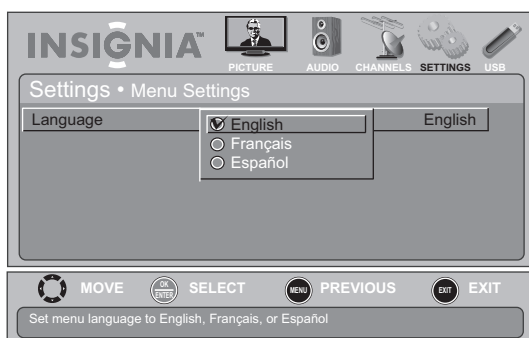 INSIGNIA™
PICTURE AUDIO CHANNELS SETTINGS USB
Settings • Menu Settings
Language English
English
Français
Español
MOVE OK ENTER SELECT MENU PREVIOUS EXIT EXIT
Set menu language to English, Français, or Español